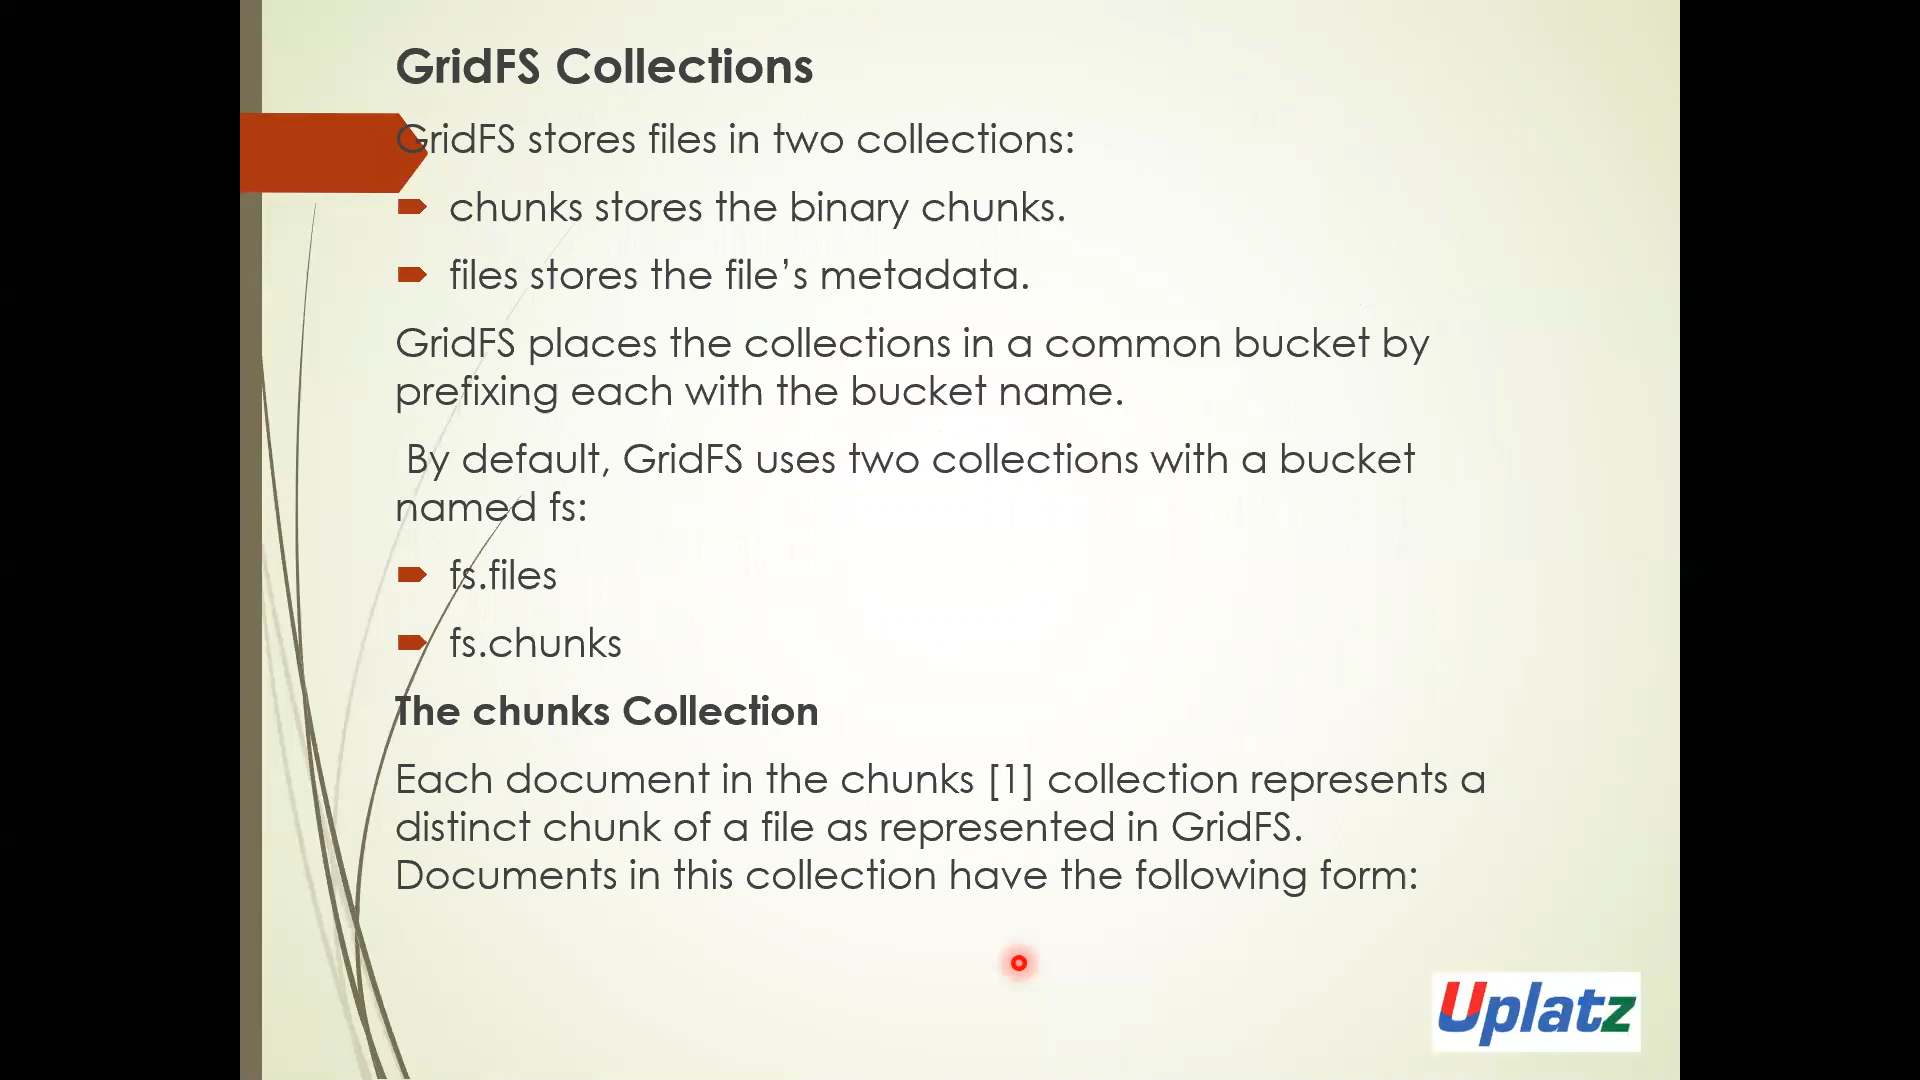 GridFS Collections
GridFS stores files in two collections:
chunks stores the binary chunks.
files stores the file’s metadata.
GridFS places the collections in a common bucket by
prefixing each with the bucket name.
By default, GridFS uses two collections with a bucket
named fs:
fs.files
fs.chunks
The chunks Collection
Each document in the chunks [1] collection represents a
distinct chunk of a file as represented in GridFS.
Documents in this collection have the following form:
Uplatz